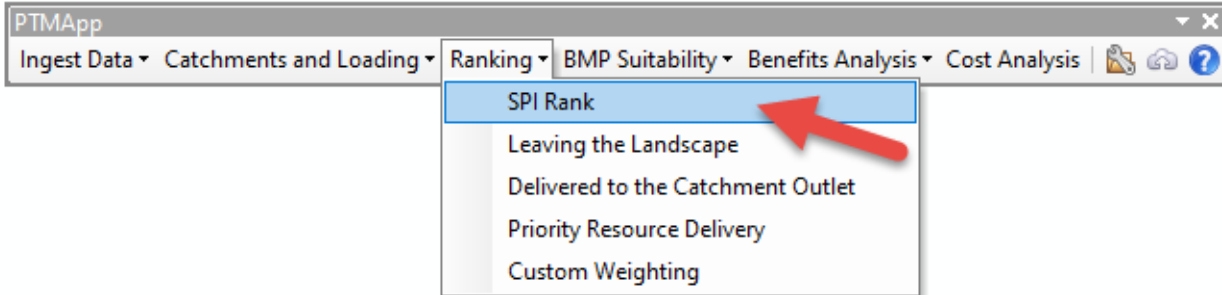 PTMApp
Ingest Data Catchments and Loading Ranking BMP Suitability Benefits Analysis Cost Analysis
SPI Rank
Leaving the Landscape
Delivered to the Catchment Outlet
Priority Resource Delivery
Custom Weighting